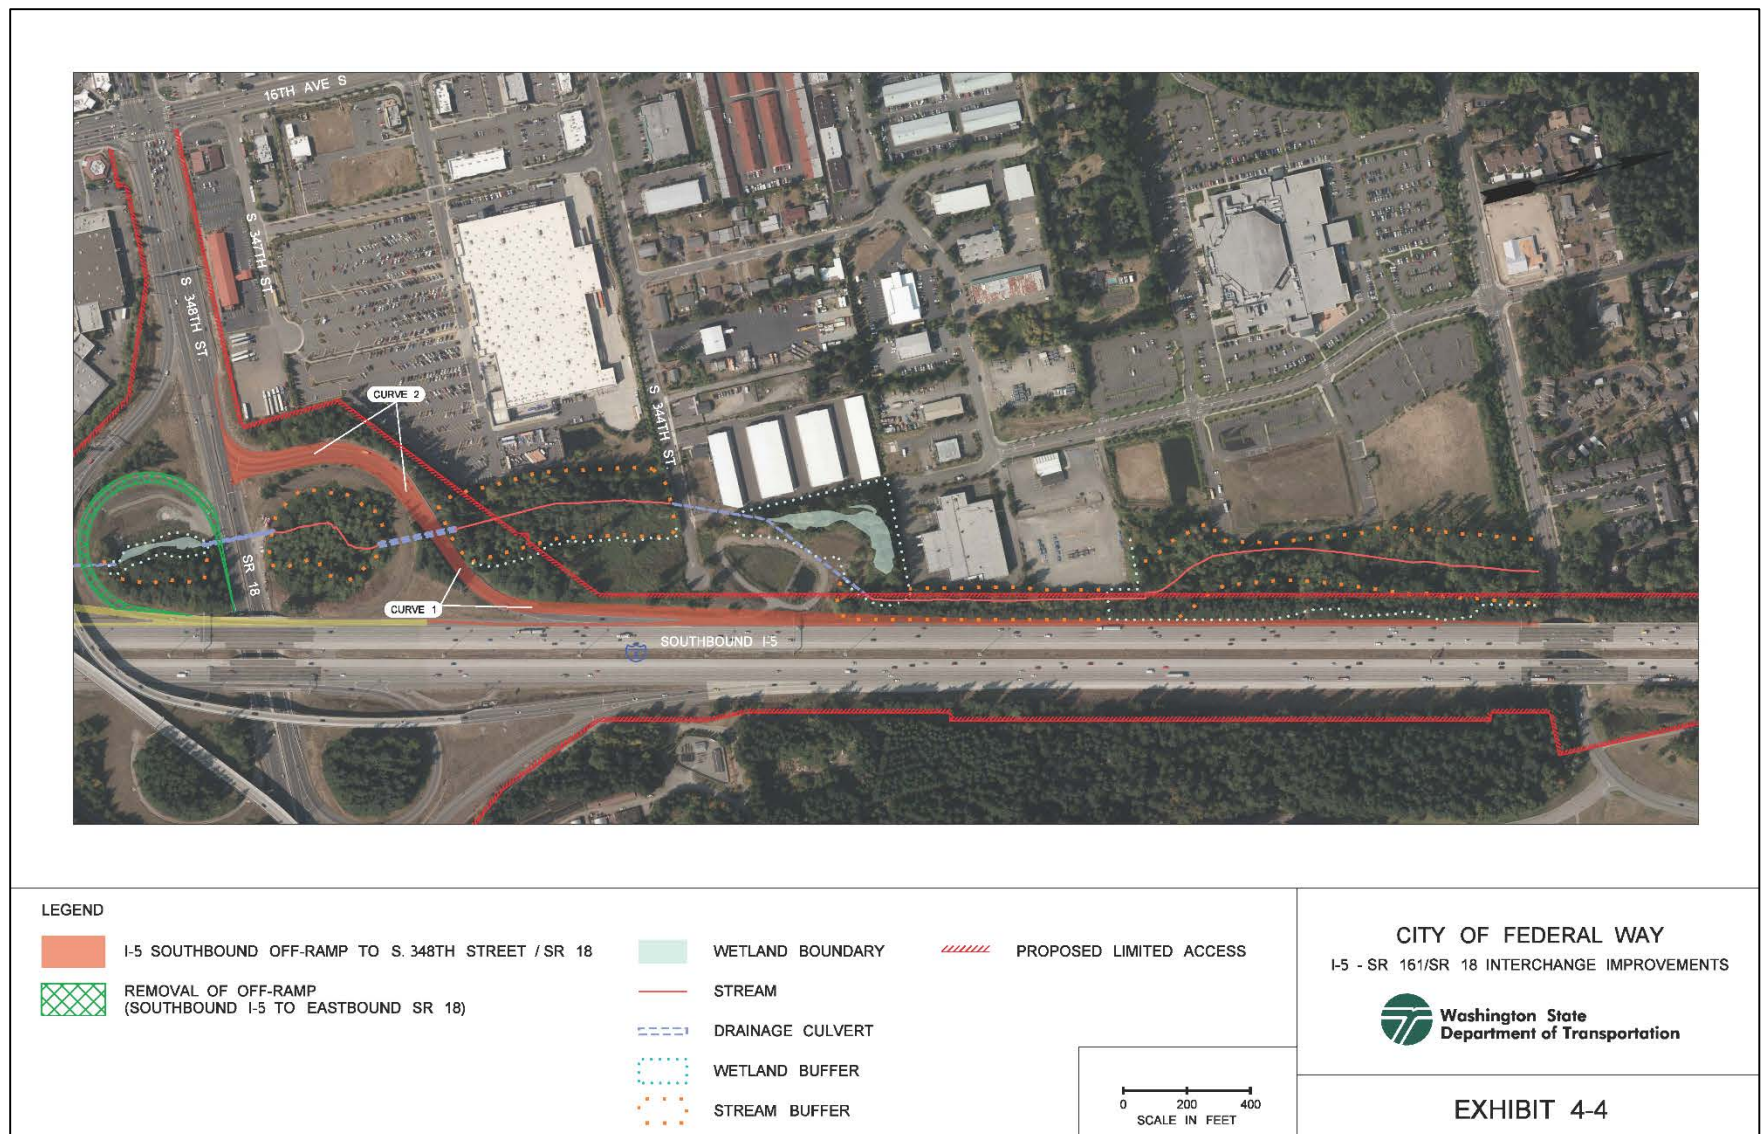 16TH AVE S
S 347TH ST
S 348TH ST.
CURVE 2
S 344TH ST.
SR 18
CURVE 1
SOUTHBOUND I-5
LEGEND
I-5 SOUTHBOUND OFF-RAMP TO S. 348TH STREET / SR 18
REMOVAL OF OFF-RAMP
(SOUTHBOUND I-5 TO EASTBOUND SR 18)
WETLAND BOUNDARY
STREAM
DRAINAGE CULVERT
WETLAND BUFFER
STREAM BUFFER
PROPOSED LIMITED ACCESS
0 200 400
SCALE IN FEET
CITY OF FEDERAL WAY
I-5 - SR 161/SR 18 INTERCHANGE IMPROVEMENTS
Washington State
Department of Transportation
EXHIBIT 4-4